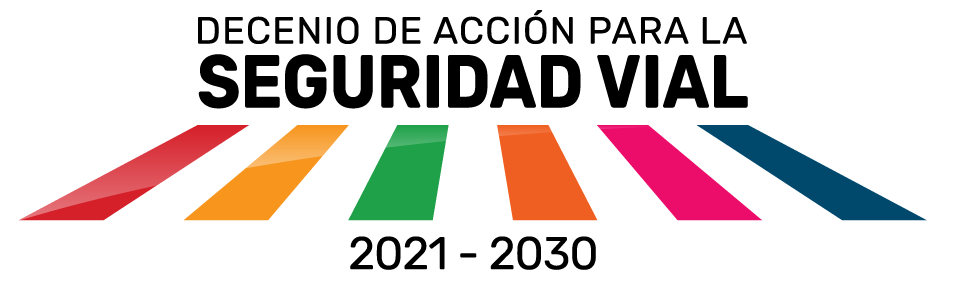 DECENIO DE ACCIÓN PARA LA
SEGURIDAD VIAL
2021 - 2030